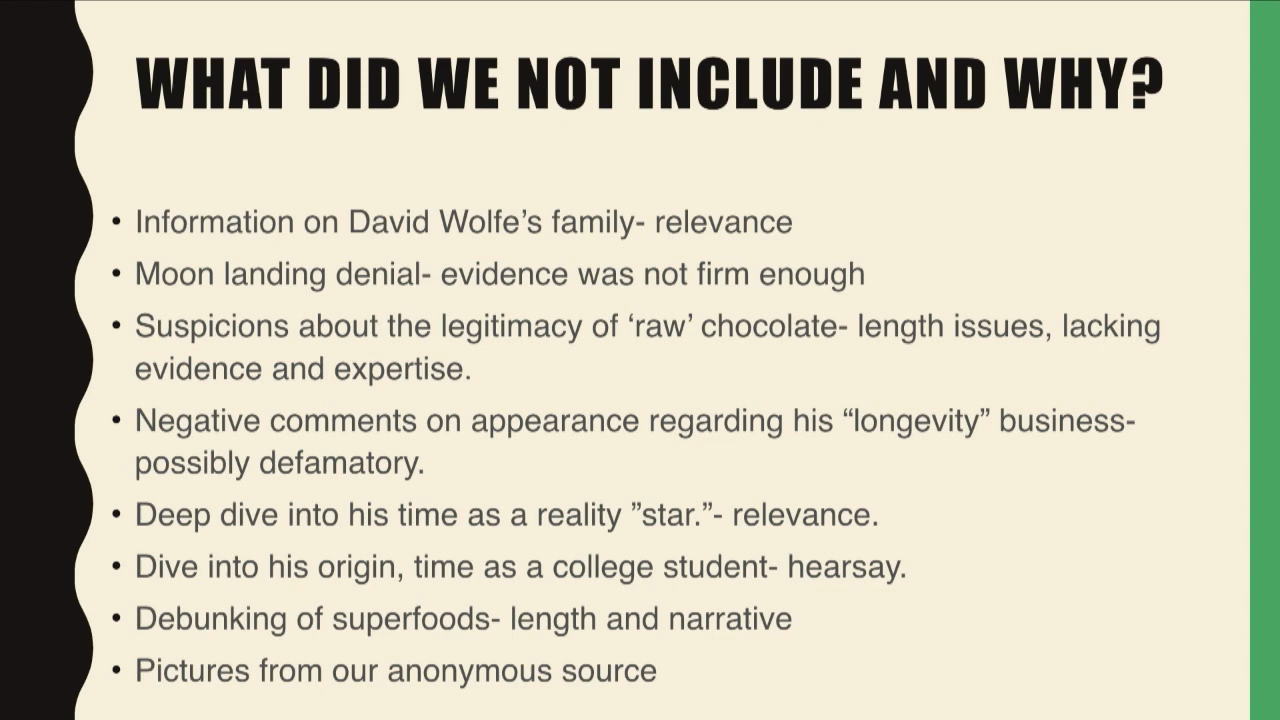 WHAT DID WE NOT INCLUDE AND WHY?
• Information on David Wolfe’s family- relevance
• Moon landing denial- evidence was not firm enough
• Suspicions about the legitimacy of ‘raw’ chocolate- length issues, lacking
evidence and expertise.
• Negative comments on appearance regarding his “longevity” business-
possibly defamatory.
• Deep dive into his time as a reality ”star.”- relevance.
• Dive into his origin, time as a college student- hearsay.
• Debunking of superfoods- length and narrative
• Pictures from our anonymous source